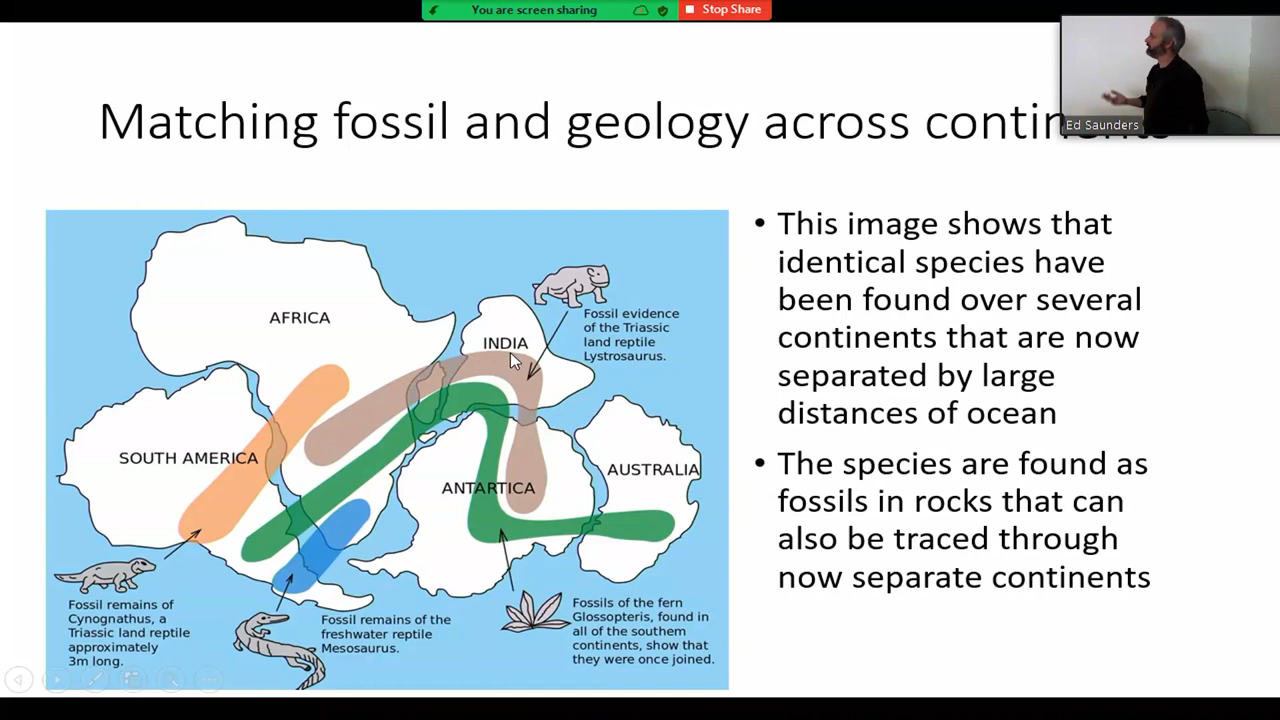 You are screen sharing
Stop Share
Ed Saunders
Matching fossil and geology across
AFRICA
INDIA
Fossil evidence
of the Triassic
land reptile
Lystrosaurus.
SOUTH AMERICA
ANTARTICA
AUSTRALIA
Fossil remains of
Cynognathus, a
Triassic land reptile
approximately
3m long.
Fossil remains of the
freshwater reptile
Mesosaurus.
Fossils of the fern
Glossopteris, found in
all of the southern
continents, show that
they were once joined.
• This image shows that
identical species have
been found over several
continents that are now
separated by large
distances of ocean
• The species are found as
fossils in rocks that can
also be traced through
now separate continents